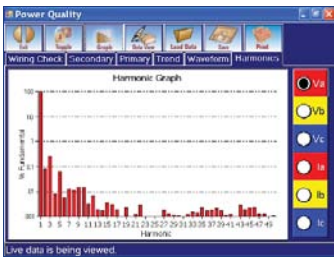 Power Quality
Exit Toggle Graph Data View Load Data Save Print
Wiring Check Secondary Primary Trend Waveform Harmonics
Harmonic Graph
% Fundamental
100
10
1
0.1
.001
1 3 5 7 9 11 13 15 17 19 21 23 25 27 29 31 33 35 37 39 41 43 45 47 49
Harmonic
Va
Vb
Vc
Ia
Ib
Ic
Live data is being viewed.